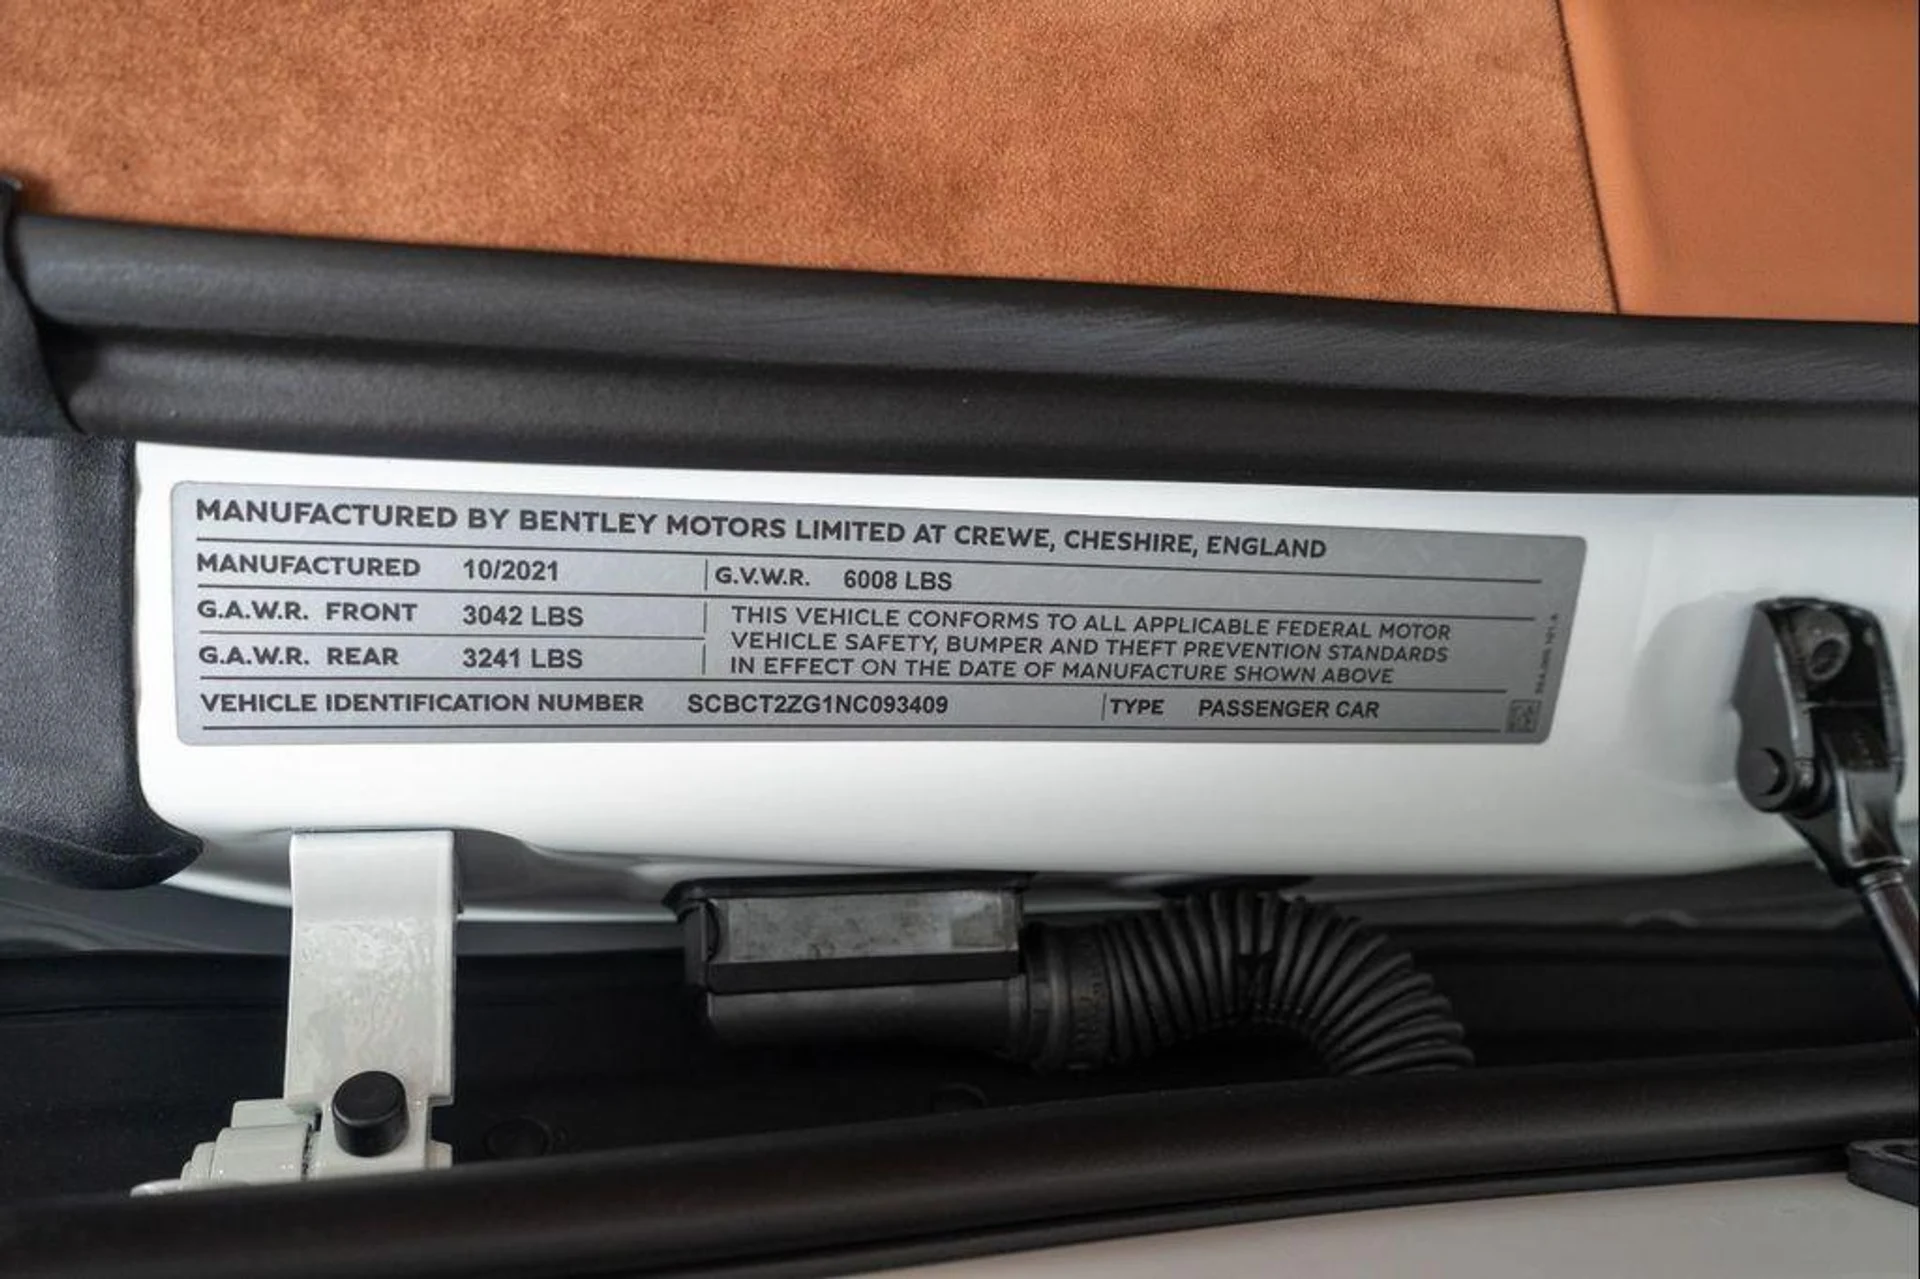 MANUFACTURED BY BENTLEY MOTORS LIMITED AT CREWE, CHESHIRE, ENGLAND
MANUFACTURED 10/2021 G.V.W.R. 6008 LBS
G.A.W.R. FRONT 3042 LBS
G.A.W.R. REAR 3241 LBS
THIS VEHICLE CONFORMS TO ALL APPLICABLE FEDERAL MOTOR
VEHICLE SAFETY, BUMPER AND THEFT PREVENTION STANDARDS
IN EFFECT ON THE DATE OF MANUFACTURE SHOWN ABOVE
VEHICLE IDENTIFICATION NUMBER SCBCT2ZG1NC093409 TYPE PASSENGER CAR